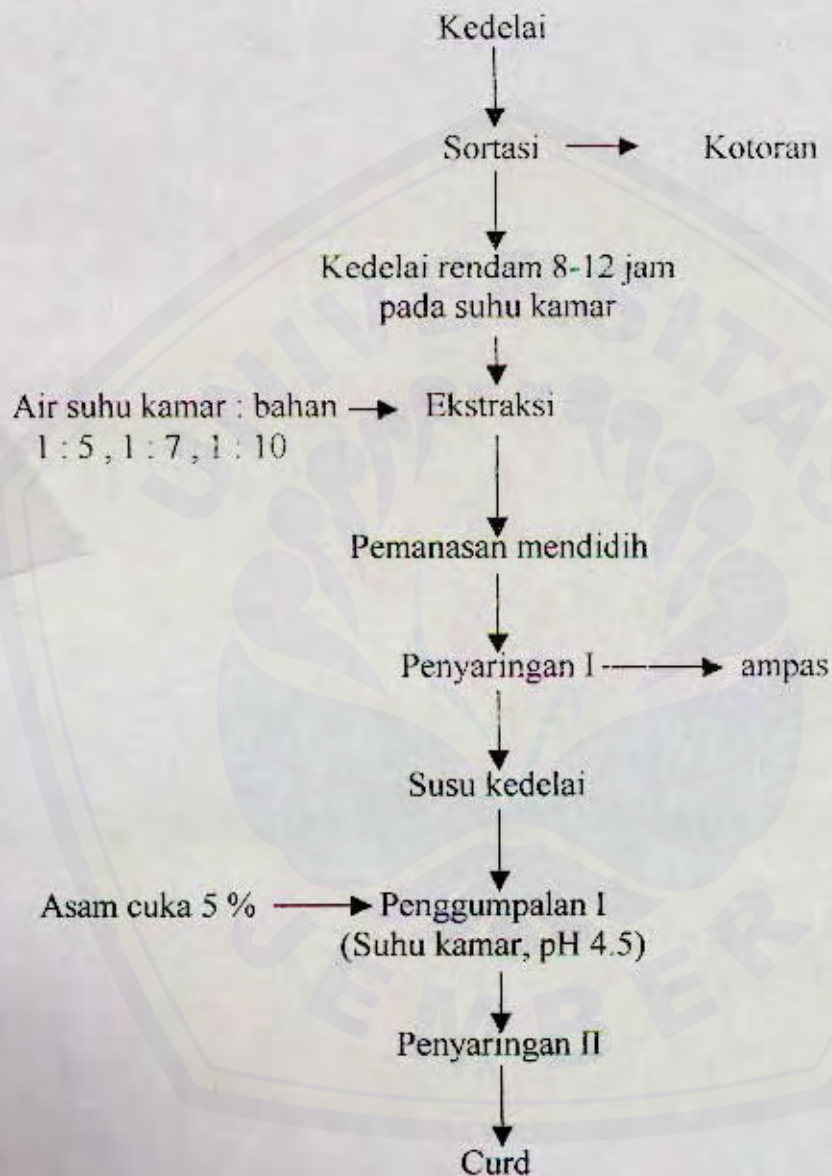 Kedelai
Sortasi
Kotoran
Kedelai rendam 8-12 jam
pada suhu kamar
Air suhu kamar : bahan
1 : 5 , 1 : 7, 1 : 10
Ekstraksi
Pemanasan mendidih
Penyaringan I
ampas
Susu kedelai
Asam cuka 5 %
Penggumpalan I
(Suhu kamar, pH 4.5)
Penyaringan II
Curd
UNIVERSITAS
JEMBER